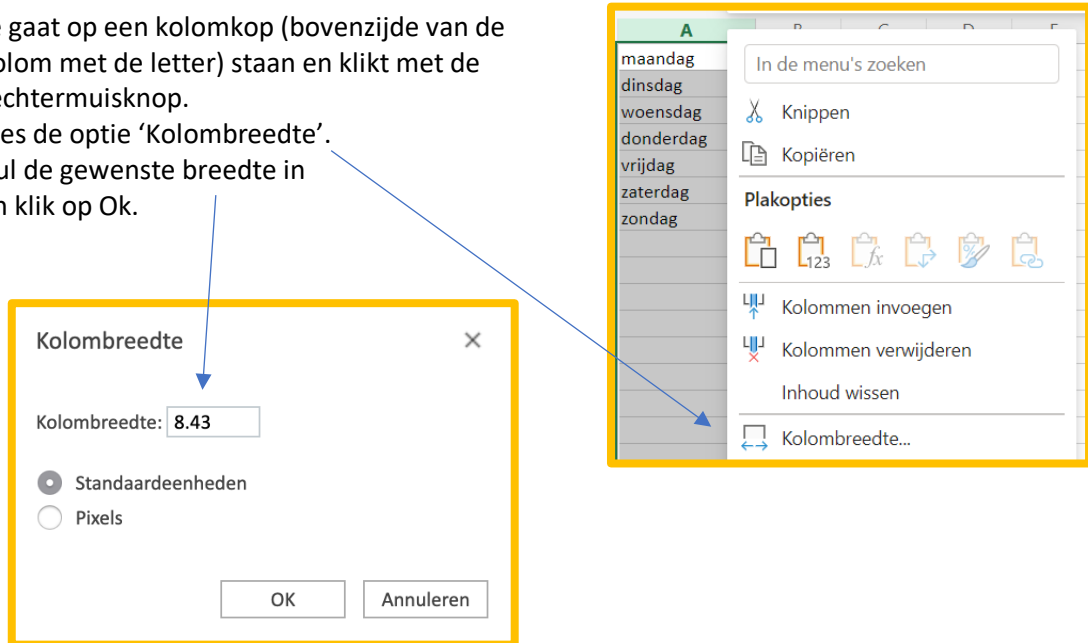 gaat op een kolomkop (bovenzijde van de
olom met de letter) staan en klikt met de
echtermuisknop.
es de optie ‘Kolombreedte’.
ul de gewenste breedte in
n klik op Ok.
A
maandag
dinsdag
woensdag
donderdag
vrijdag
zaterdag
zondag
In de menu's zoeken
Knippen
Kopiëren
Plakopties
123
fx
Kolommen invoegen
Kolommen verwijderen
Inhoud wissen
Kolombreedte...
Kolombreedte
Kolombreedte: 8.43
Standaardeenheden
Pixels
OK Annuleren